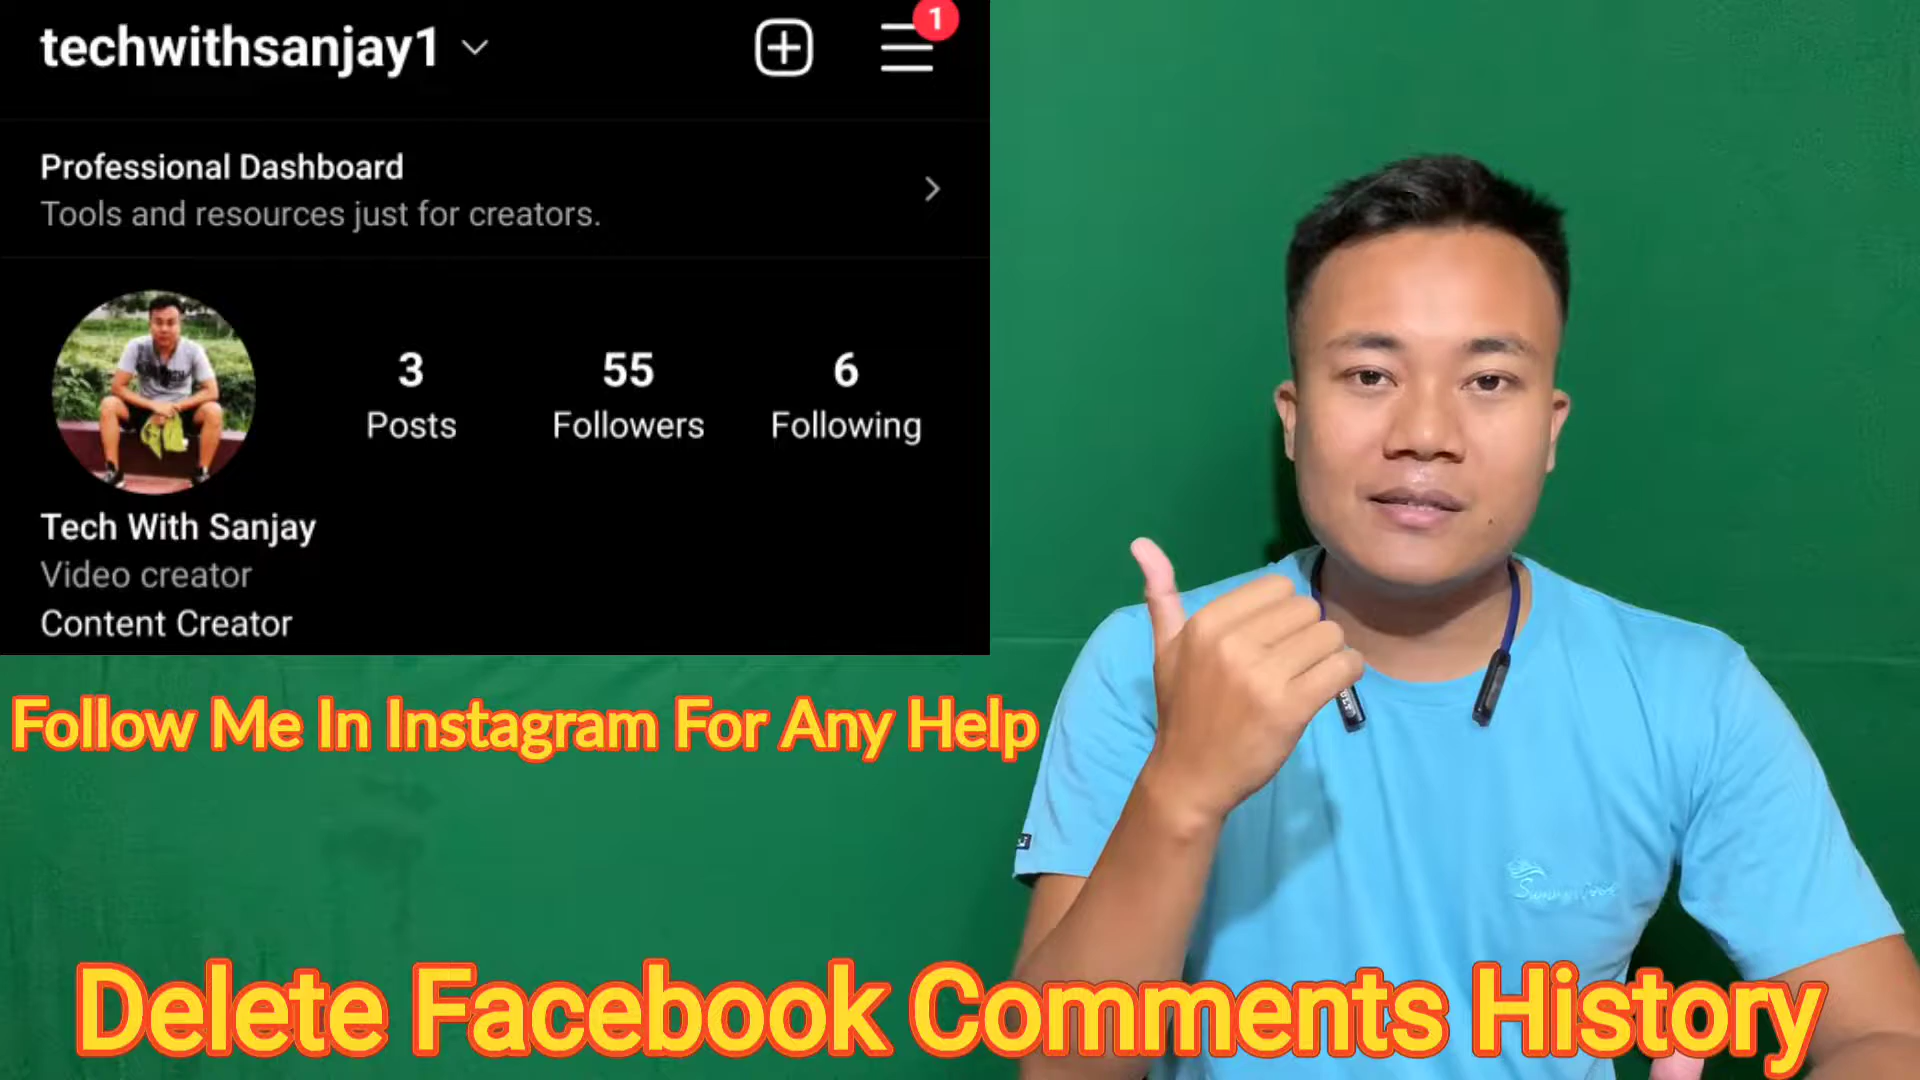 techwithsanjay1
1
Professional Dashboard
Tools and resources just for creators.
3
Posts
55
Followers
6
Following
Tech With Sanjay
Video creator
Content Creator
Follow Me In Instagram For Any Help
Delete Facebook Comments History